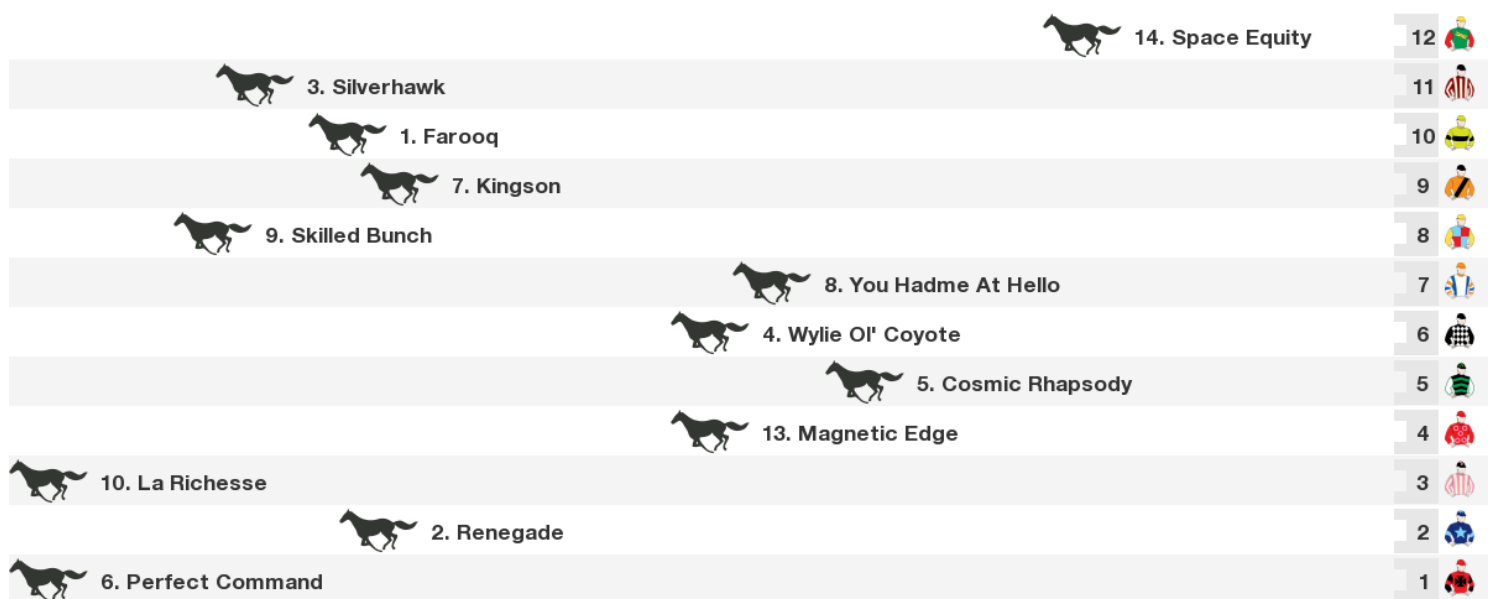 14. Space Equity 12
3. Silverhawk 11
1. Farooq 10
7. Kingson 9
9. Skilled Bunch 8
8. You Hadme At Hello 7
4. Wylie Ol' Coyote 6
5. Cosmic Rhapsody 5
13. Magnetic Edge 4
10. La Richesse 3
2. Renegade 2
6. Perfect Command 1